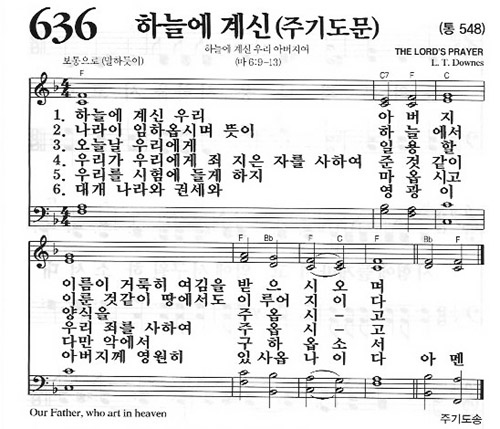 636 하늘에 계신(주기도문) (통 548)
하늘에 계신 우리 아버지여
보통으로(말하듯이) (마 6:9-13) THE LORD'S PRAYER
L. T. Downes
F C7 F C
1. 하늘에 계신 우리 아 버 지
2. 나라이 임하옵시며 뜻이 하 늘 에서
3. 오늘날 우리에게 일 용 할
4. 우리가 우리에게 죄 지은 자를 사하여 준 것 같이
5. 우리를 시험에 들게 하지 마 옵 시고
6. 대개 나라와 권세와 영 광 이
F Bb F C F Bb F
이름이 거룩히 여김을 받 으 시 오 며
이룬 것같이 땅에서도 이 루어 지 이 다
양식을 주 옵 시 - 고
우리 죄를 사하여 주 옵 시 - 고
다만 악에서 구 하 옵 소 서
아버지께 영원히 있 사옵 나 이 다 아 멘
Our Father, who art in heaven 주기도송